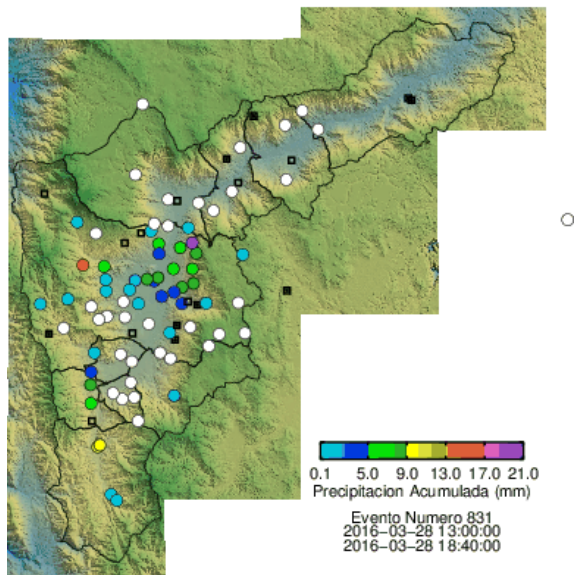 0.1 5.0 9.0 13.0 17.0 21.0
Precipitacion Acumulada (mm)
Evento Numero 831
2016-03-28 13:00:00
2016-03-28 18:40:00